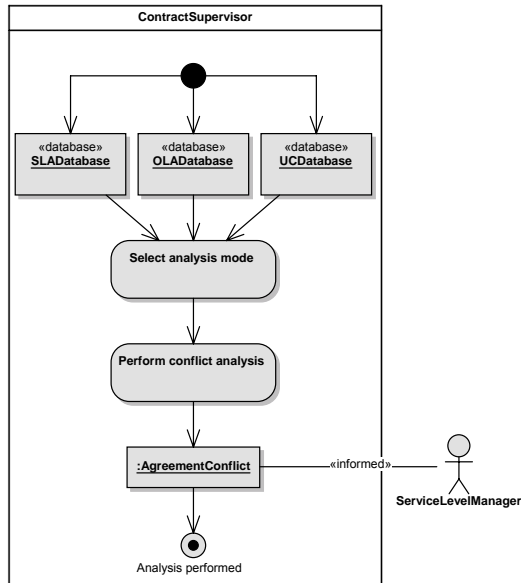 ContractSupervisor
«database» «database» «database»
SLADatabase OLADatabase UCDatabase
Select analysis mode
Perform conflict analysis
:AgreementConflict «informed»
ServiceLevelManager
Analysis performed